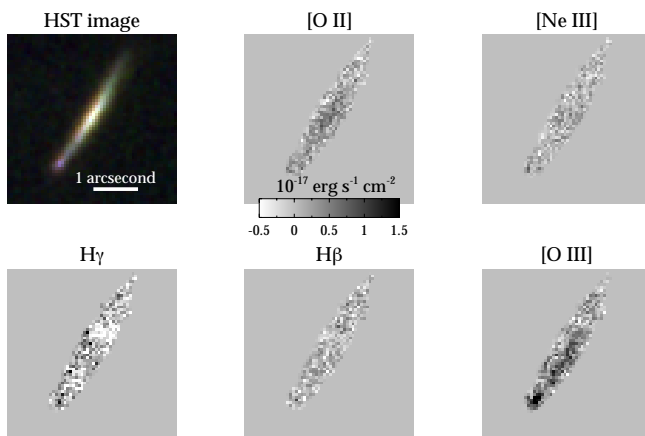 HST image
[O II]
[Ne III]
1 arcsecond
10⁻¹⁷ erg s⁻¹ cm⁻²
-0.5 0 0.5 1 1.5
Hγ
Hβ
[O III]